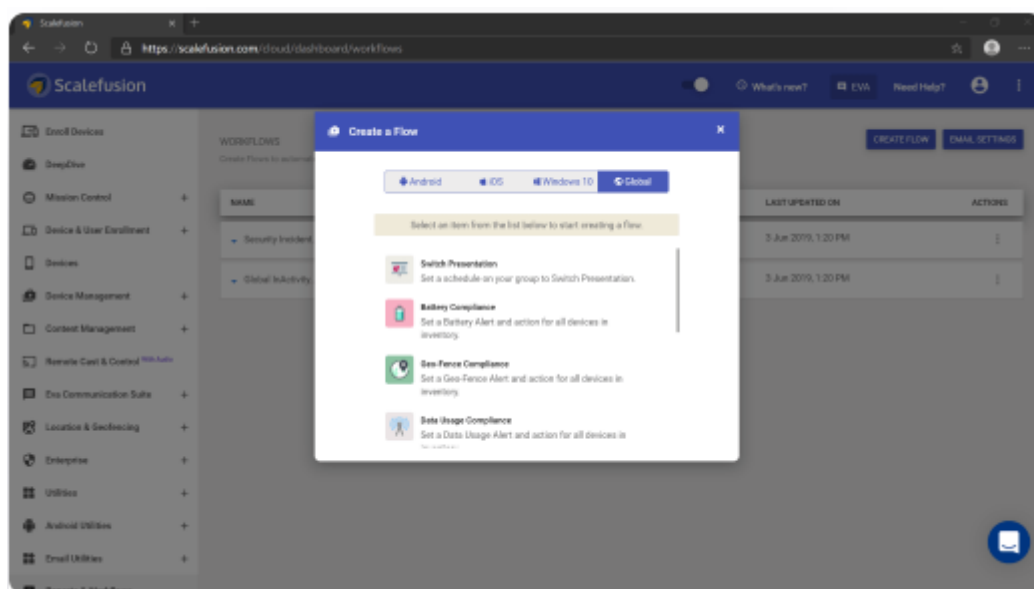 Scalefusion
https://scalefusion.com/cloud/dashboard/workflows
Scalefusion
What's new?
EVA
Need Help?
Enroll Devices
DeepDive
Mission Control
Device & User Enrollment
Devices
Device Management
Content Management
Remote Cast & Control
Eva Communication Suite
Location & Geofencing
Enterprise
Utilities
Android Utilities
Email Utilities
WORKFLOWS
Create Flows to
CREATE FLOW
EMAIL SETTINGS
NAME
LAST UPDATED ON
ACTIONS
Security Incident
3 Jun 2019, 1:20 PM
Global InActivity
3 Jun 2019, 1:20 PM
Create a Flow
Android
iOS
Windows 10
Global
Select an item from the list below to start creating a flow.
Switch Presentation
Set a schedule on your group to Switch Presentation.
Battery Compliance
Set a Battery Alert and action for all devices in
inventory.
Geo-Fence Compliance
Set a Geo-Fence Alert and action for all devices in
inventory.
Data Usage Compliance
Set a Data Usage Alert and action for all devices in